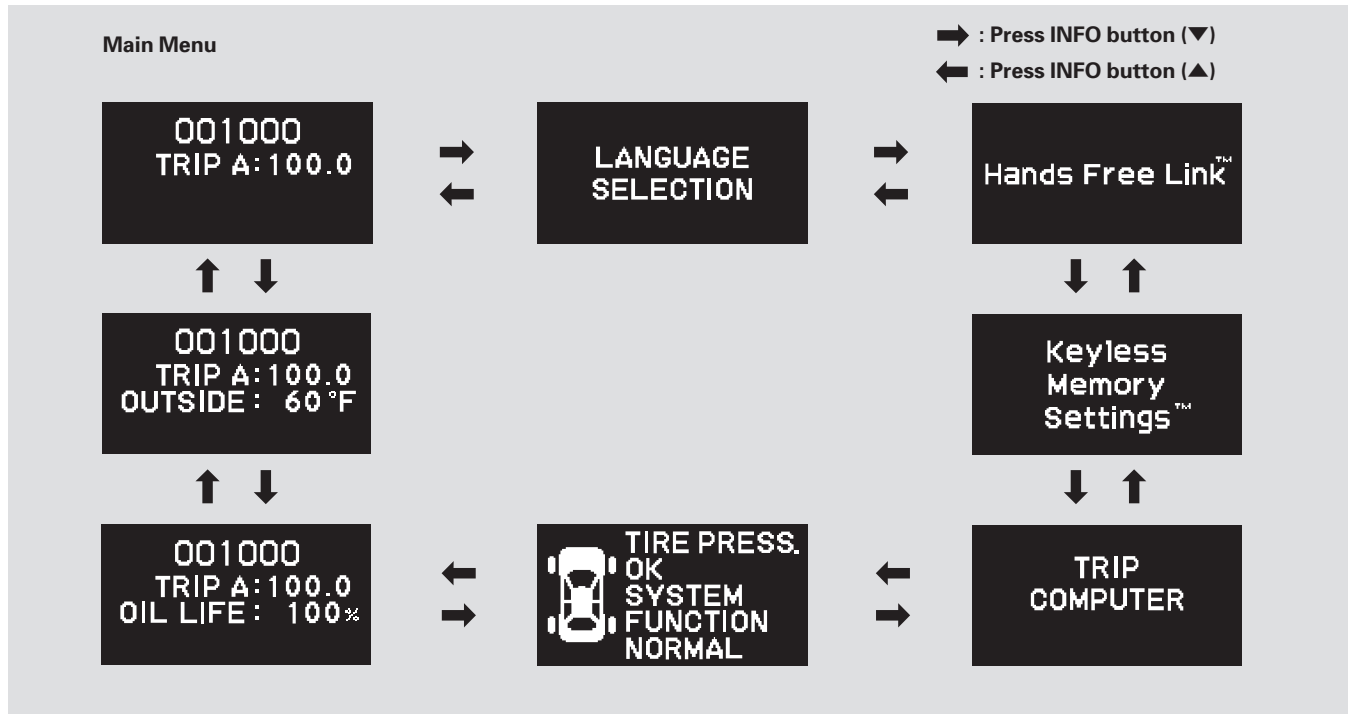 Main Menu
➡ : Press INFO button (▼)
⬅ : Press INFO button (▲)
001000
TRIP A:100.0
LANGUAGE
SELECTION
Hands Free Link™
001000
TRIP A:100.0
OUTSIDE: 60°F
Keyless
Memory
Settings™
001000
TRIP A:100.0
OIL LIFE: 100%
TIRE PRESS.
OK
SYSTEM
FUNCTION
NORMAL
TRIP
COMPUTER